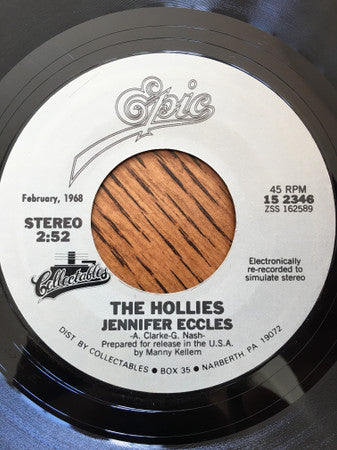 Epic
February, 1968
45 RPM
15 2346
ZSS 162589
STEREO
2:52
Collectables
Electronically
re-recorded to
simulate stereo
THE HOLLIES
JENNIFER ECCLES
-A. Clarke-G. Nash-
Prepared for release in the U.S.A.
by Manny Kellem
DIST BY COLLECTABLES • BOX 35 • NARBERTH PA 19072